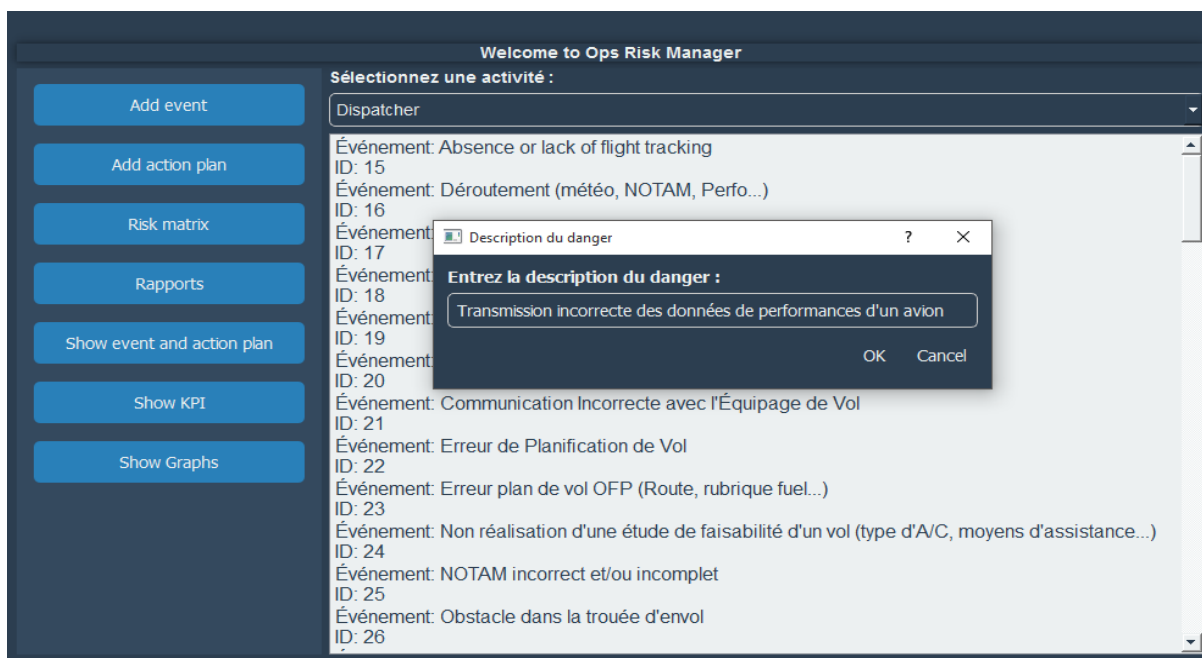 Welcome to Ops Risk Manager
Add event
Add action plan
Risk matrix
Rapports
Show event and action plan
Show KPI
Show Graphs
Sélectionnez une activité :
Dispatcher
Événement: Absence or lack of flight tracking
ID: 15
Événement: Déroutement (météo, NOTAM, Perfo...)
ID: 16
Événement:
ID: 17
Événement:
ID: 18
Événement:
ID: 19
Événement:
ID: 20
Événement: Communication Incorrecte avec l'Équipage de Vol
ID: 21
Événement: Erreur de Planification de Vol
ID: 22
Événement: Erreur plan de vol OFP (Route, rubrique fuel...)
ID: 23
Événement: Non réalisation d'une étude de faisabilité d'un vol (type d'A/C, moyens d'assistance...)
ID: 24
Événement: NOTAM incorrect et/ou incomplet
ID: 25
Événement: Obstacle dans la trouée d'envol
ID: 26
Description du danger
?
Entrez la description du danger :
Transmission incorrecte des données de performances d'un avion
OK Cancel